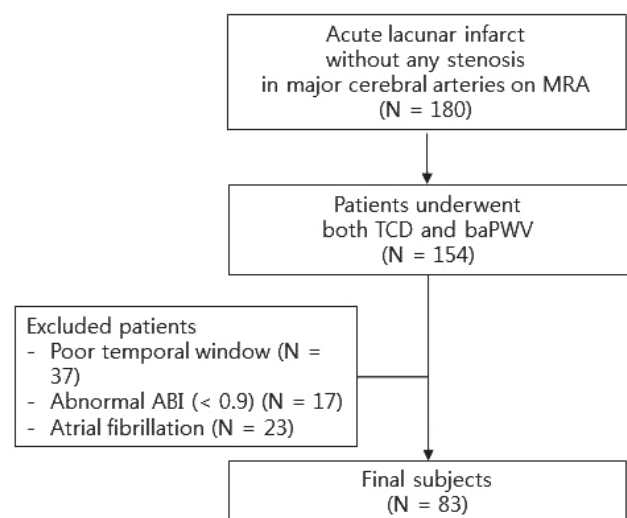 Acute lacunar infarct
without any stenosis
in major cerebral arteries on MRA
(N = 180)
Patients underwent
both TCD and baPWV
(N = 154)
Excluded patients
- Poor temporal window (N =
37)
- Abnormal ABI (< 0.9) (N = 17)
- Atrial fibrillation (N = 23)
Final subjects
(N = 83)